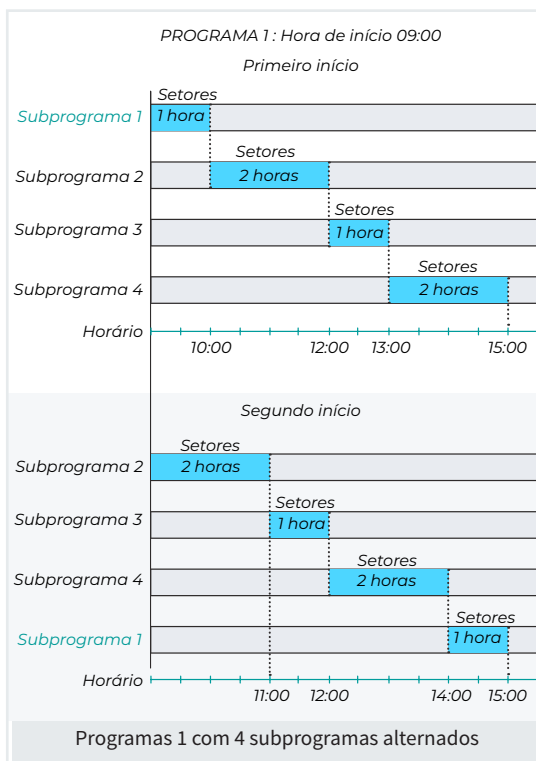 PROGRAMA 1 : Hora de início 09:00
Primeiro início
Setores
Subprograma 1 1 hora
Setores
Subprograma 2 2 horas
Setores
Subprograma 3 1 hora
Setores
Subprograma 4 2 horas
Horário
10:00 12:00 13:00 15:00
Segundo início
Setores
Subprograma 2 2 horas
Setores
Subprograma 3 1 hora
Setores
Subprograma 4 2 horas
Setores
Subprograma 1 1 hora
Horário
11:00 12:00 14:00 15:00
Programas 1 com 4 subprogramas alternados